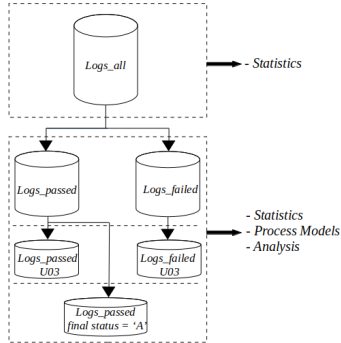 Logs_all
- Statistics
Logs_passed
Logs_failed
- Statistics
- Process Models
- Analysis
Logs_passed
U03
Logs_failed
U03
Logs_passed
final status = 'A'